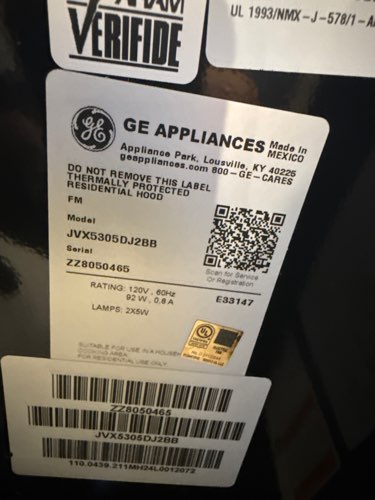 AHAM
VERIFIDE
UL 1993/NMX-J-578/1-A
GE APPLIANCES Made in
MEXICO
Appliance Park, Lousville, KY 40225
geappliances.com 800-GE-CARES
DO NOT REMOVE THIS LABEL
THERMALLY PROTECTED
RESIDENTIAL HOOD
FM
Model
JVX5305DJ2BB
Serial
ZZ8050465
Scan for Service
Or Registration
RATING: 120V , 60Hz
92 W , 0.8 A
E33147
LAMPS: 2X5W
SUITABLE FOR USE IN A HOUSEH
COOKING AREA
FOR RESIDENTIAL USE ONLY
ZZ8050465
JVX5305DJ2BB
110.0439.211MH24L0012072